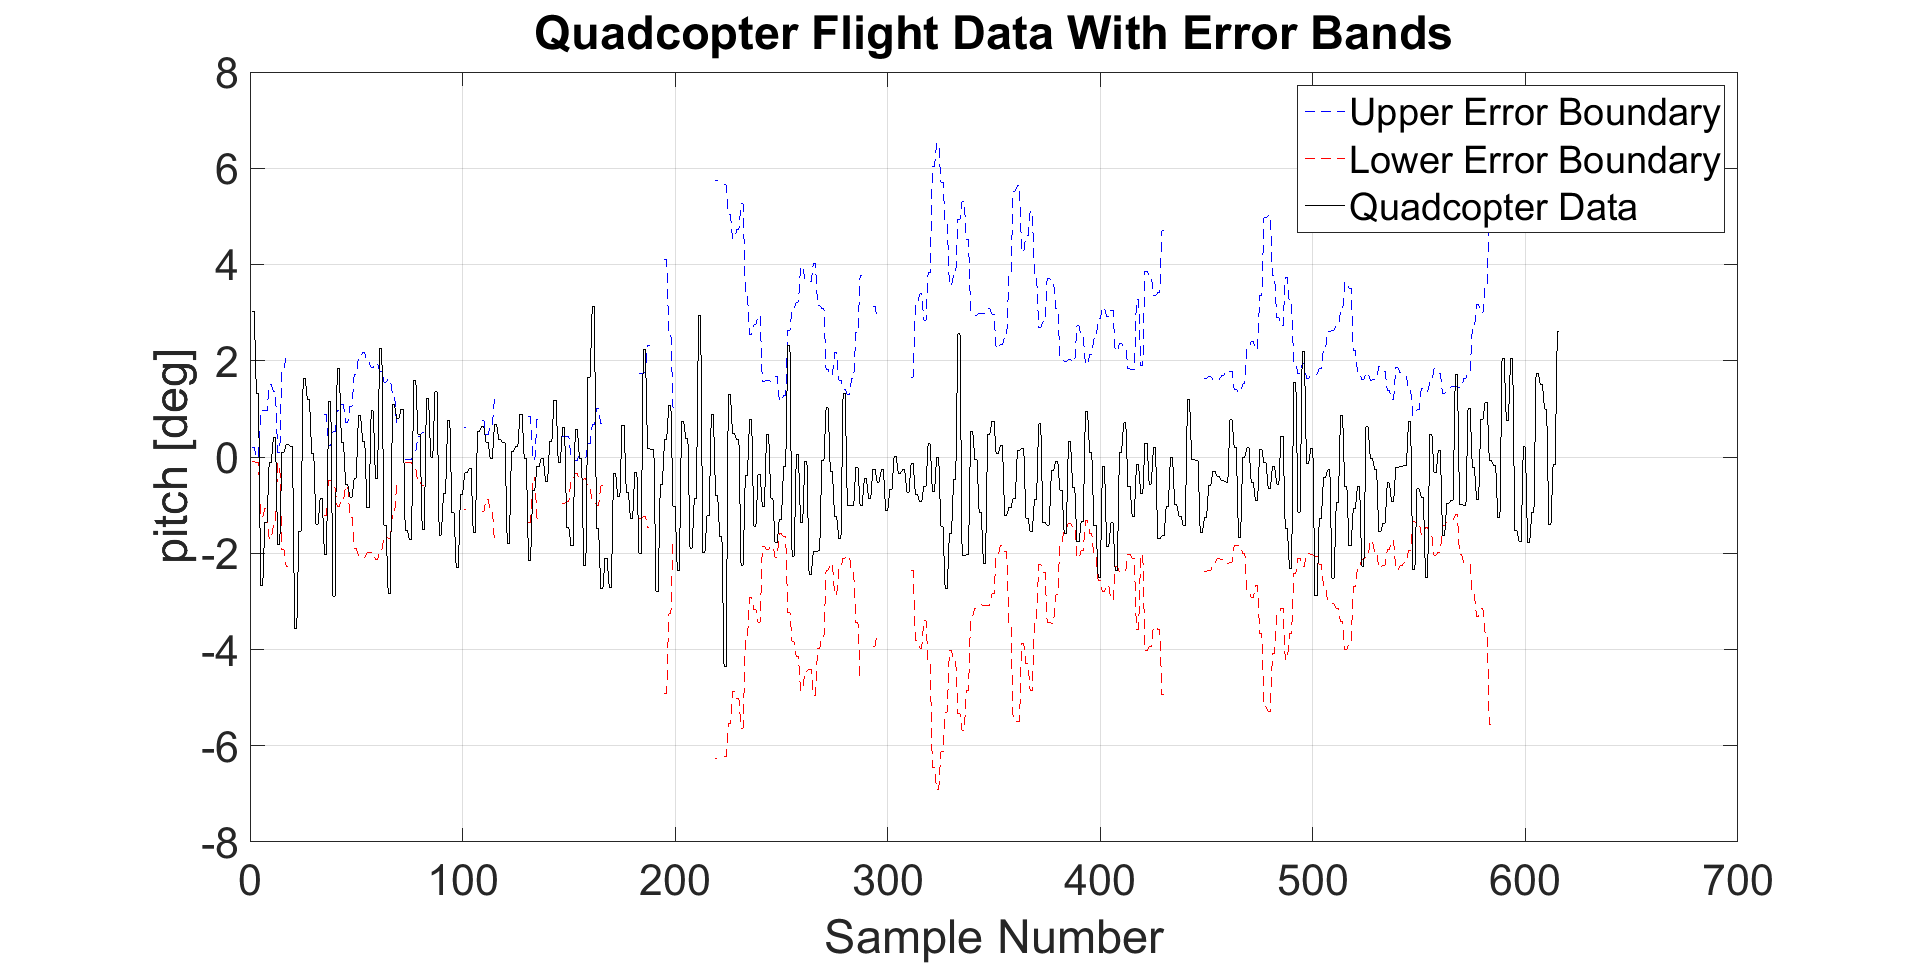 Quadcopter Flight Data With Error Bands
8
6
4
2
0
-2
-4
-6
-8
pitch [deg]
Upper Error Boundary
Lower Error Boundary
Quadcopter Data
0 100 200 300 400 500 600 700
Sample Number